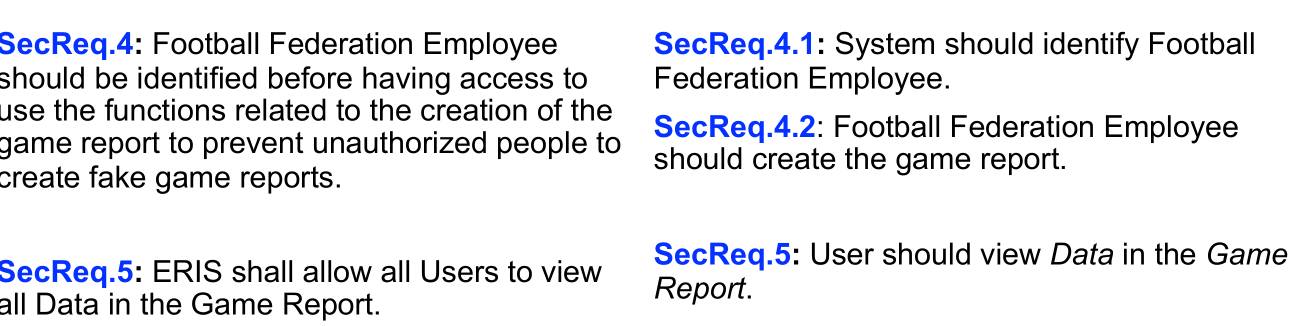 SecReq.4: Football Federation Employee
should be identified before having access to
use the functions related to the creation of the
game report to prevent unauthorized people to
create fake game reports.
SecReq.5: ERIS shall allow all Users to view
all Data in the Game Report.
SecReq.4.1: System should identify Football
Federation Employee.
SecReq.4.2: Football Federation Employee
should create the game report.
SecReq.5: User should view Data in the Game
Report.